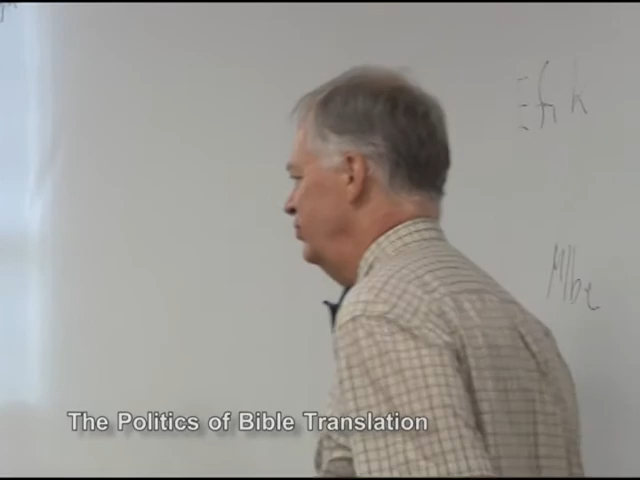 Efik
Mbe
The Politics of Bible Translation